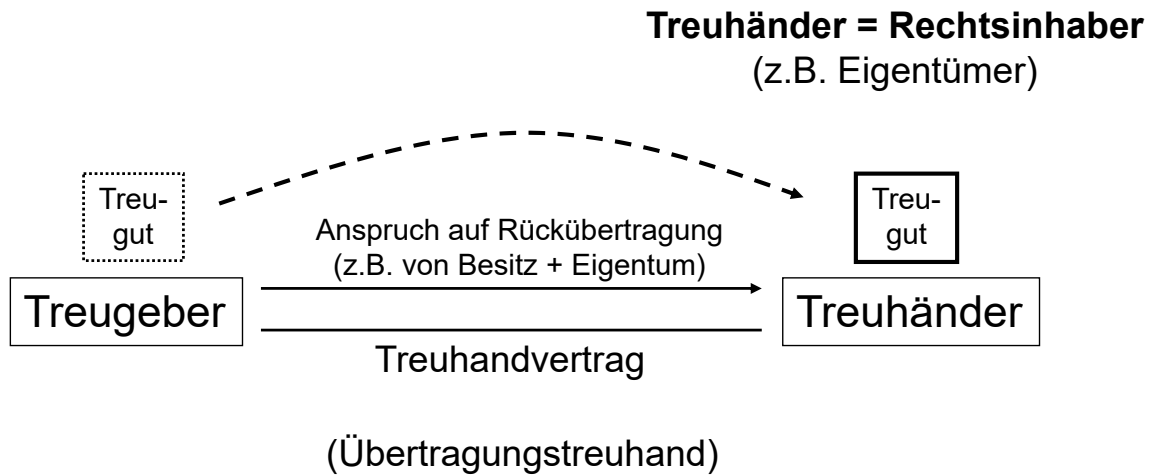 Treuhänder = Rechtsinhaber
(z.B. Eigentümer)
Treu-
gut
Treu-
gut
Anspruch auf Rückübertragung
(z.B. von Besitz + Eigentum)
Treugeber
Treuhänder
Treuhandvertrag
(Übertragungstreuhand)